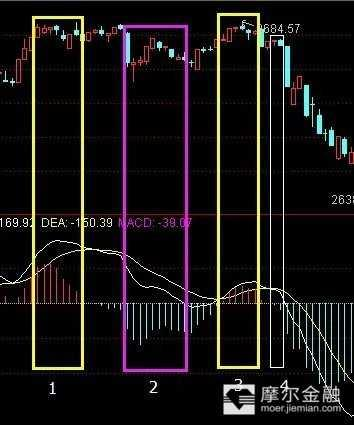 3684.57
2638
169.92 DEA: -150.39 MACD: -39.07
1 2 3 4
摩尔金融
moer.jiemian.com